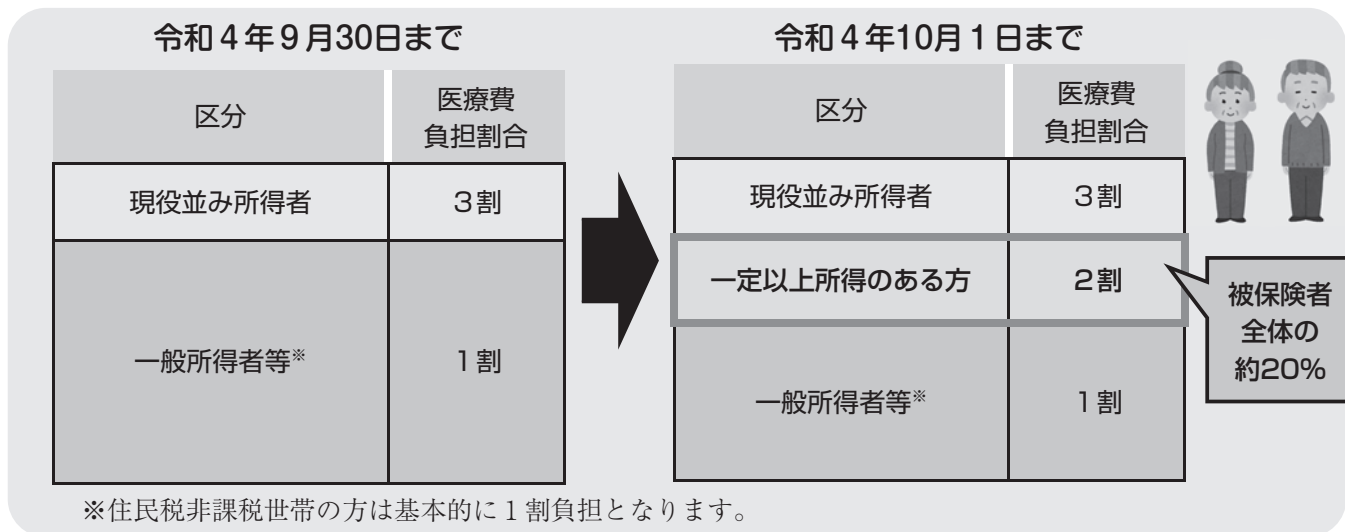 令和４年９月30日まで
区分
医療費
負担割合
現役並み所得者
３割
一般所得者等※
１割
令和４年10月１日まで
区分
医療費
負担割合
現役並み所得者
３割
一定以上所得のある方
２割
一般所得者等※
１割
被保険者
全体の
約20%
※住民税非課税世帯の方は基本的に１割負担となります。